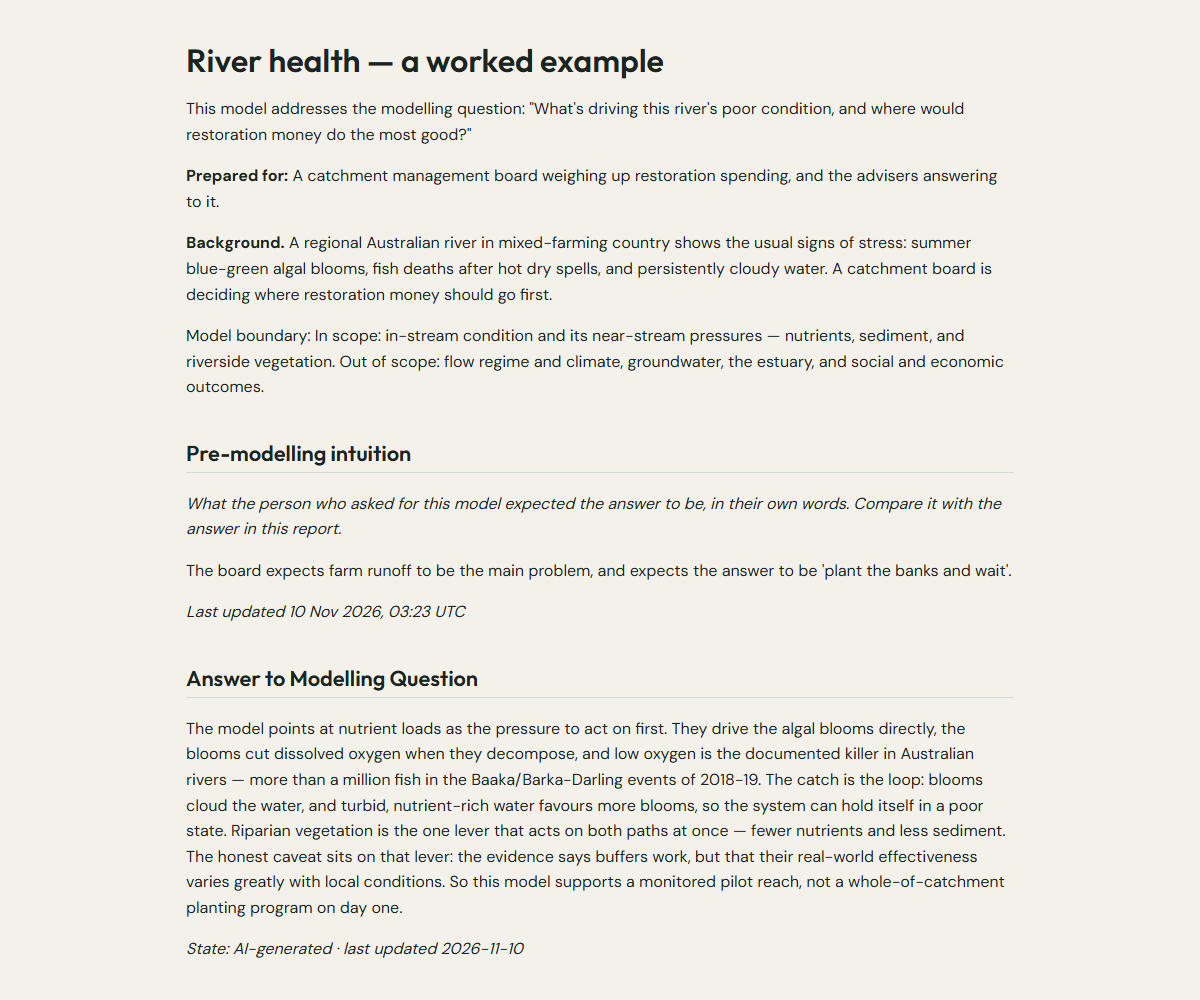 River health — a worked example
This model addresses the modelling question: "What's driving this river's poor condition, and where would
restoration money do the most good?"
Prepared for: A catchment management board weighing up restoration spending, and the advisers answering
to it.
Background. A regional Australian river in mixed-farming country shows the usual signs of stress: summer
blue-green algal blooms, fish deaths after hot dry spells, and persistently cloudy water. A catchment board is
deciding where restoration money should go first.
Model boundary: In scope: in-stream condition and its near-stream pressures — nutrients, sediment, and
riverside vegetation. Out of scope: flow regime and climate, groundwater, the estuary, and social and economic
outcomes.
Pre-modelling intuition
What the person who asked for this model expected the answer to be, in their own words. Compare it with the
answer in this report.
The board expects farm runoff to be the main problem, and expects the answer to be 'plant the banks and wait'.
Last updated 10 Nov 2026, 03:23 UTC
Answer to Modelling Question
The model points at nutrient loads as the pressure to act on first. They drive the algal blooms directly, the
blooms cut dissolved oxygen when they decompose, and low oxygen is the documented killer in Australian
rivers — more than a million fish in the Baaka/Barka-Darling events of 2018-19. The catch is the loop: blooms
cloud the water, and turbid, nutrient-rich water favours more blooms, so the system can hold itself in a poor
state. Riparian vegetation is the one lever that acts on both paths at once — fewer nutrients and less sediment.
The honest caveat sits on that lever: the evidence says buffers work, but that their real-world effectiveness
varies greatly with local conditions. So this model supports a monitored pilot reach, not a whole-of-catchment
planting program on day one.
State: AI-generated · last updated 2026-11-10